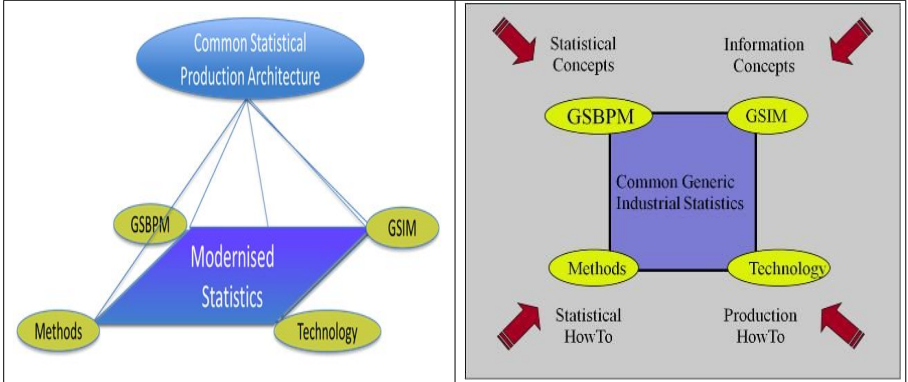 Common Statistical
Production Architecture
GSBPM
GSIM
Modernised
Statistics
Methods
Technology
Statistical
Concepts
Information
Concepts
GSBPM
GSIM
Common Generic
Industrial Statistics
Methods
Technology
Statistical
HowTo
Production
HowTo